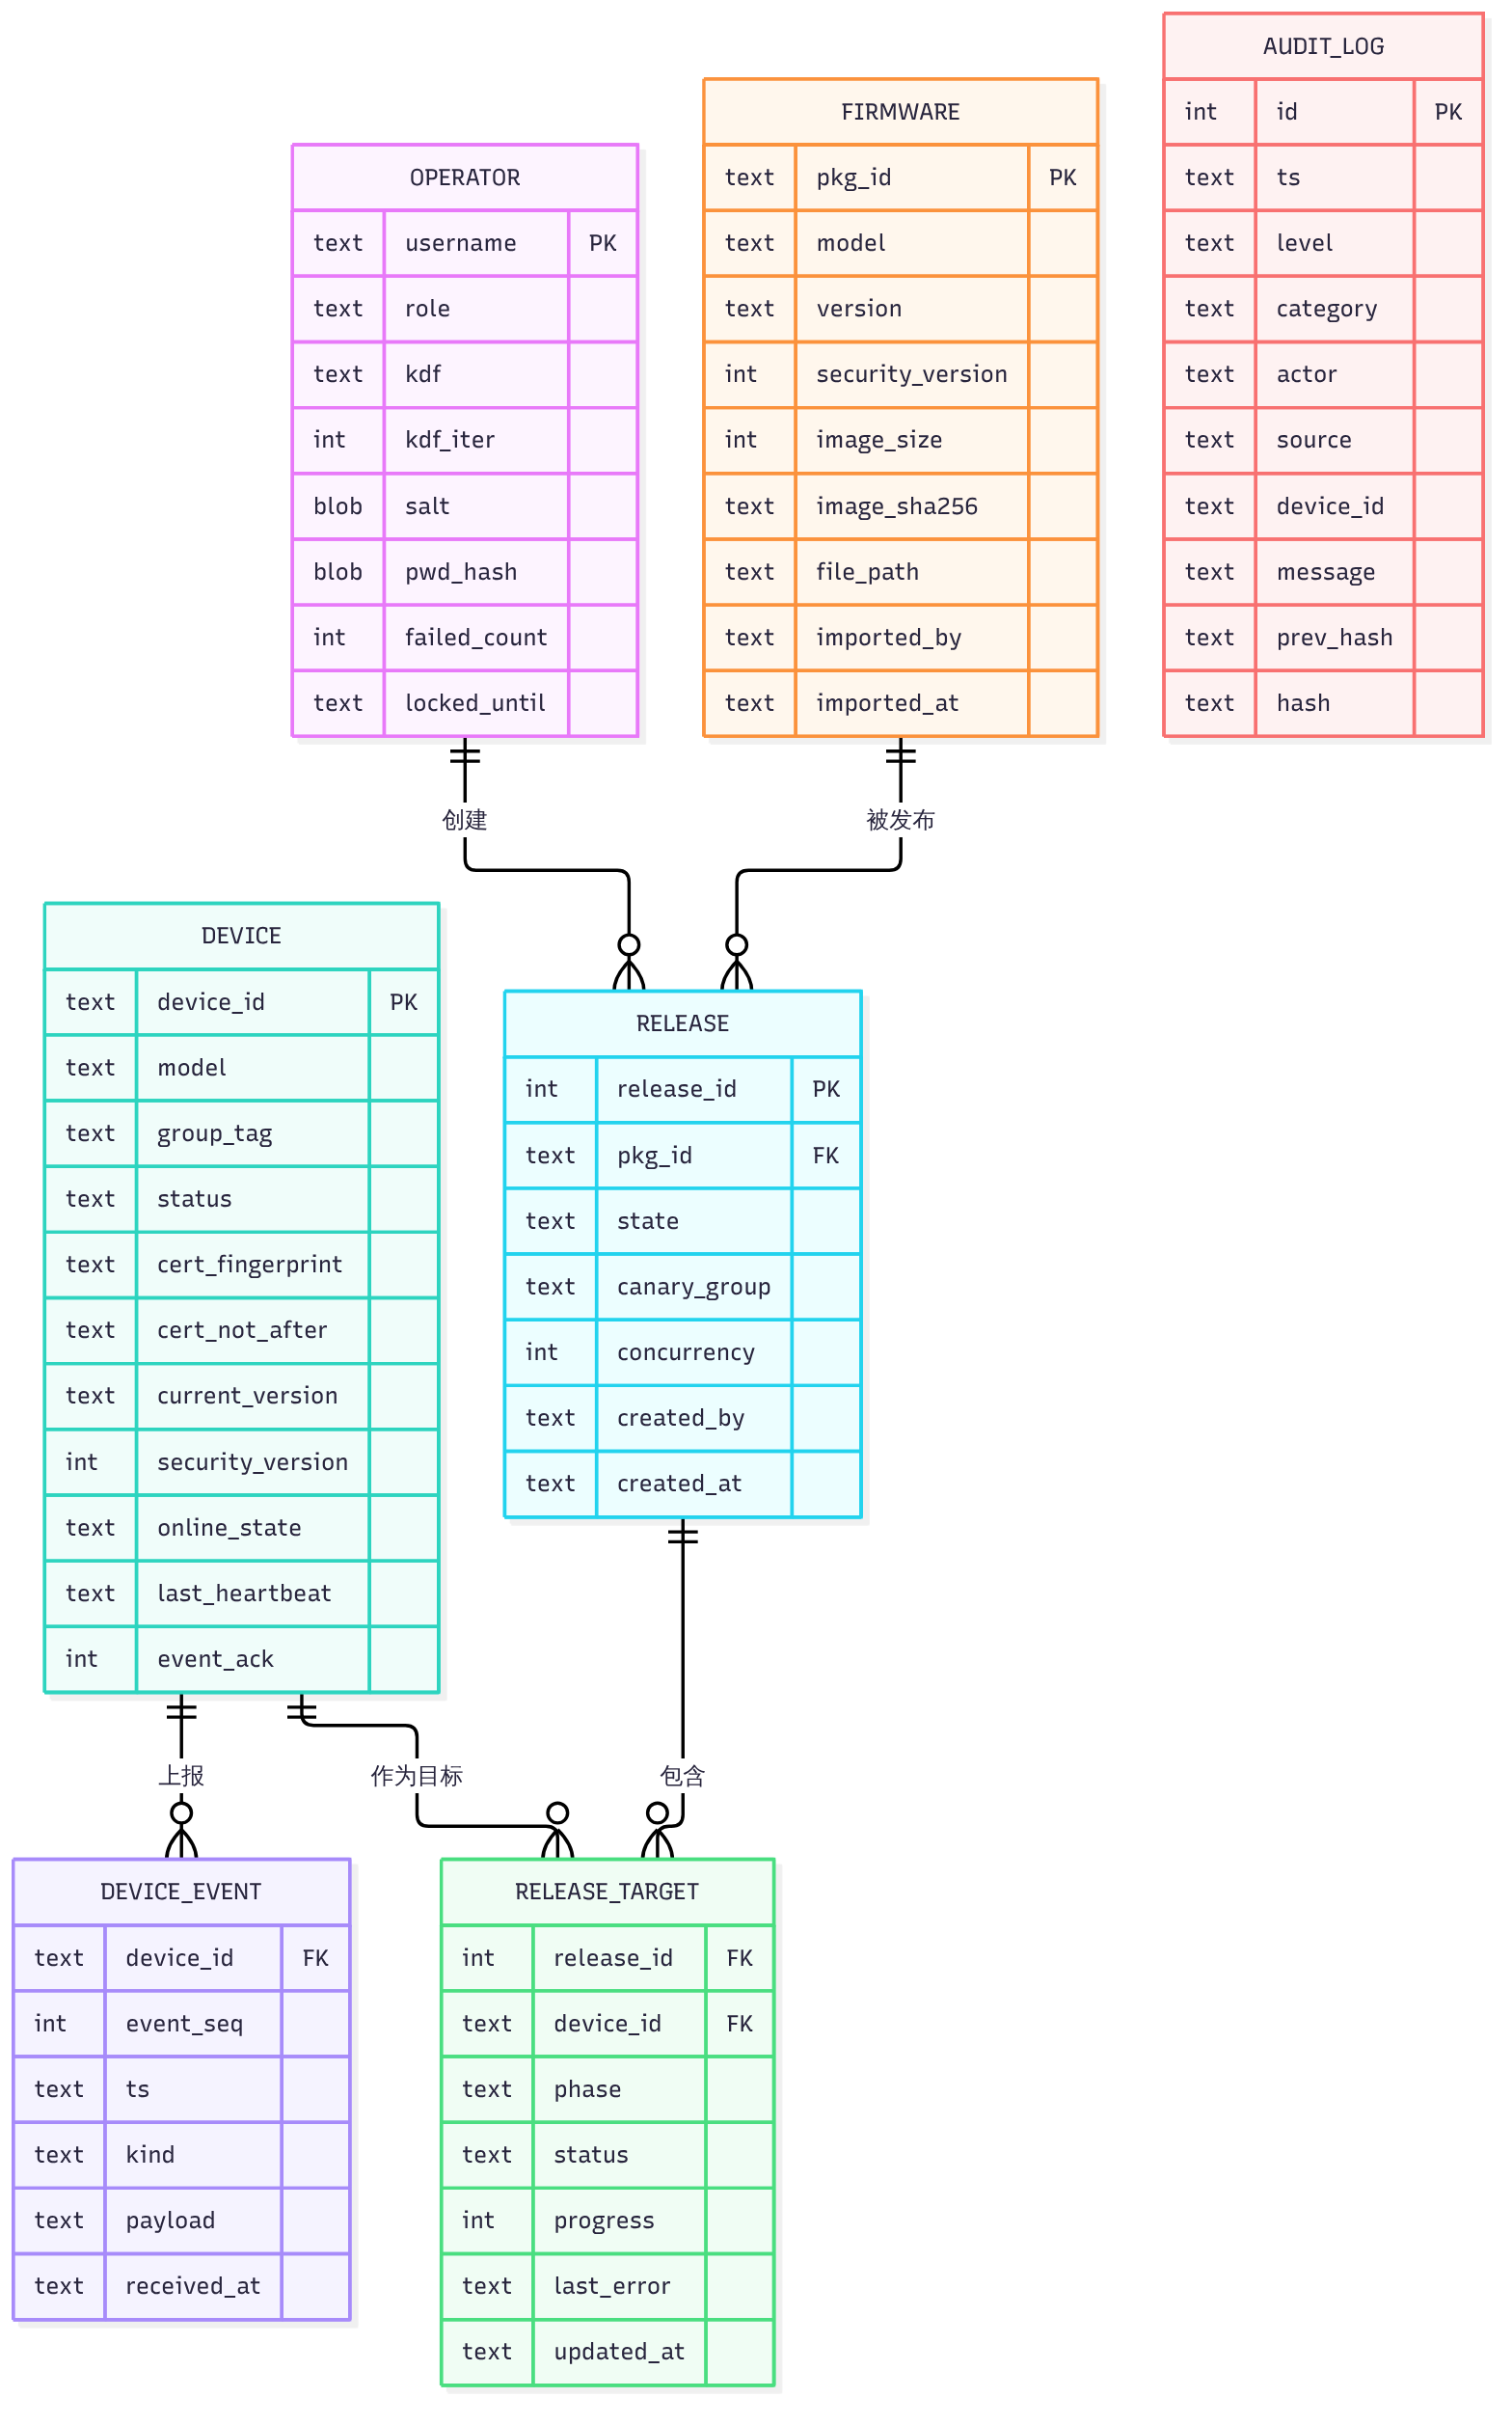 AUDIT_LOG
int id PK
text ts
text level
text category
text actor
text source
text device_id
text message
text prev_hash
text hash
FIRMWARE
text pkg_id PK
text model
text version
int security_version
int image_size
text image_sha256
text file_path
text imported_by
text imported_at
OPERATOR
text username PK
text role
text kdf
int kdf_iter
blob salt
blob pwd_hash
int failed_count
text locked_until
创建
被发布
DEVICE
text device_id PK
text model
text group_tag
text status
text cert_fingerprint
text cert_not_after
text current_version
int security_version
text online_state
text last_heartbeat
int event_ack
RELEASE
int release_id PK
text pkg_id FK
text state
text canary_group
int concurrency
text created_by
text created_at
上报
作为目标
包含
DEVICE_EVENT
text device_id FK
int event_seq
text ts
text kind
text payload
text received_at
RELEASE_TARGET
int release_id FK
text device_id FK
text phase
text status
int progress
text last_error
text updated_at